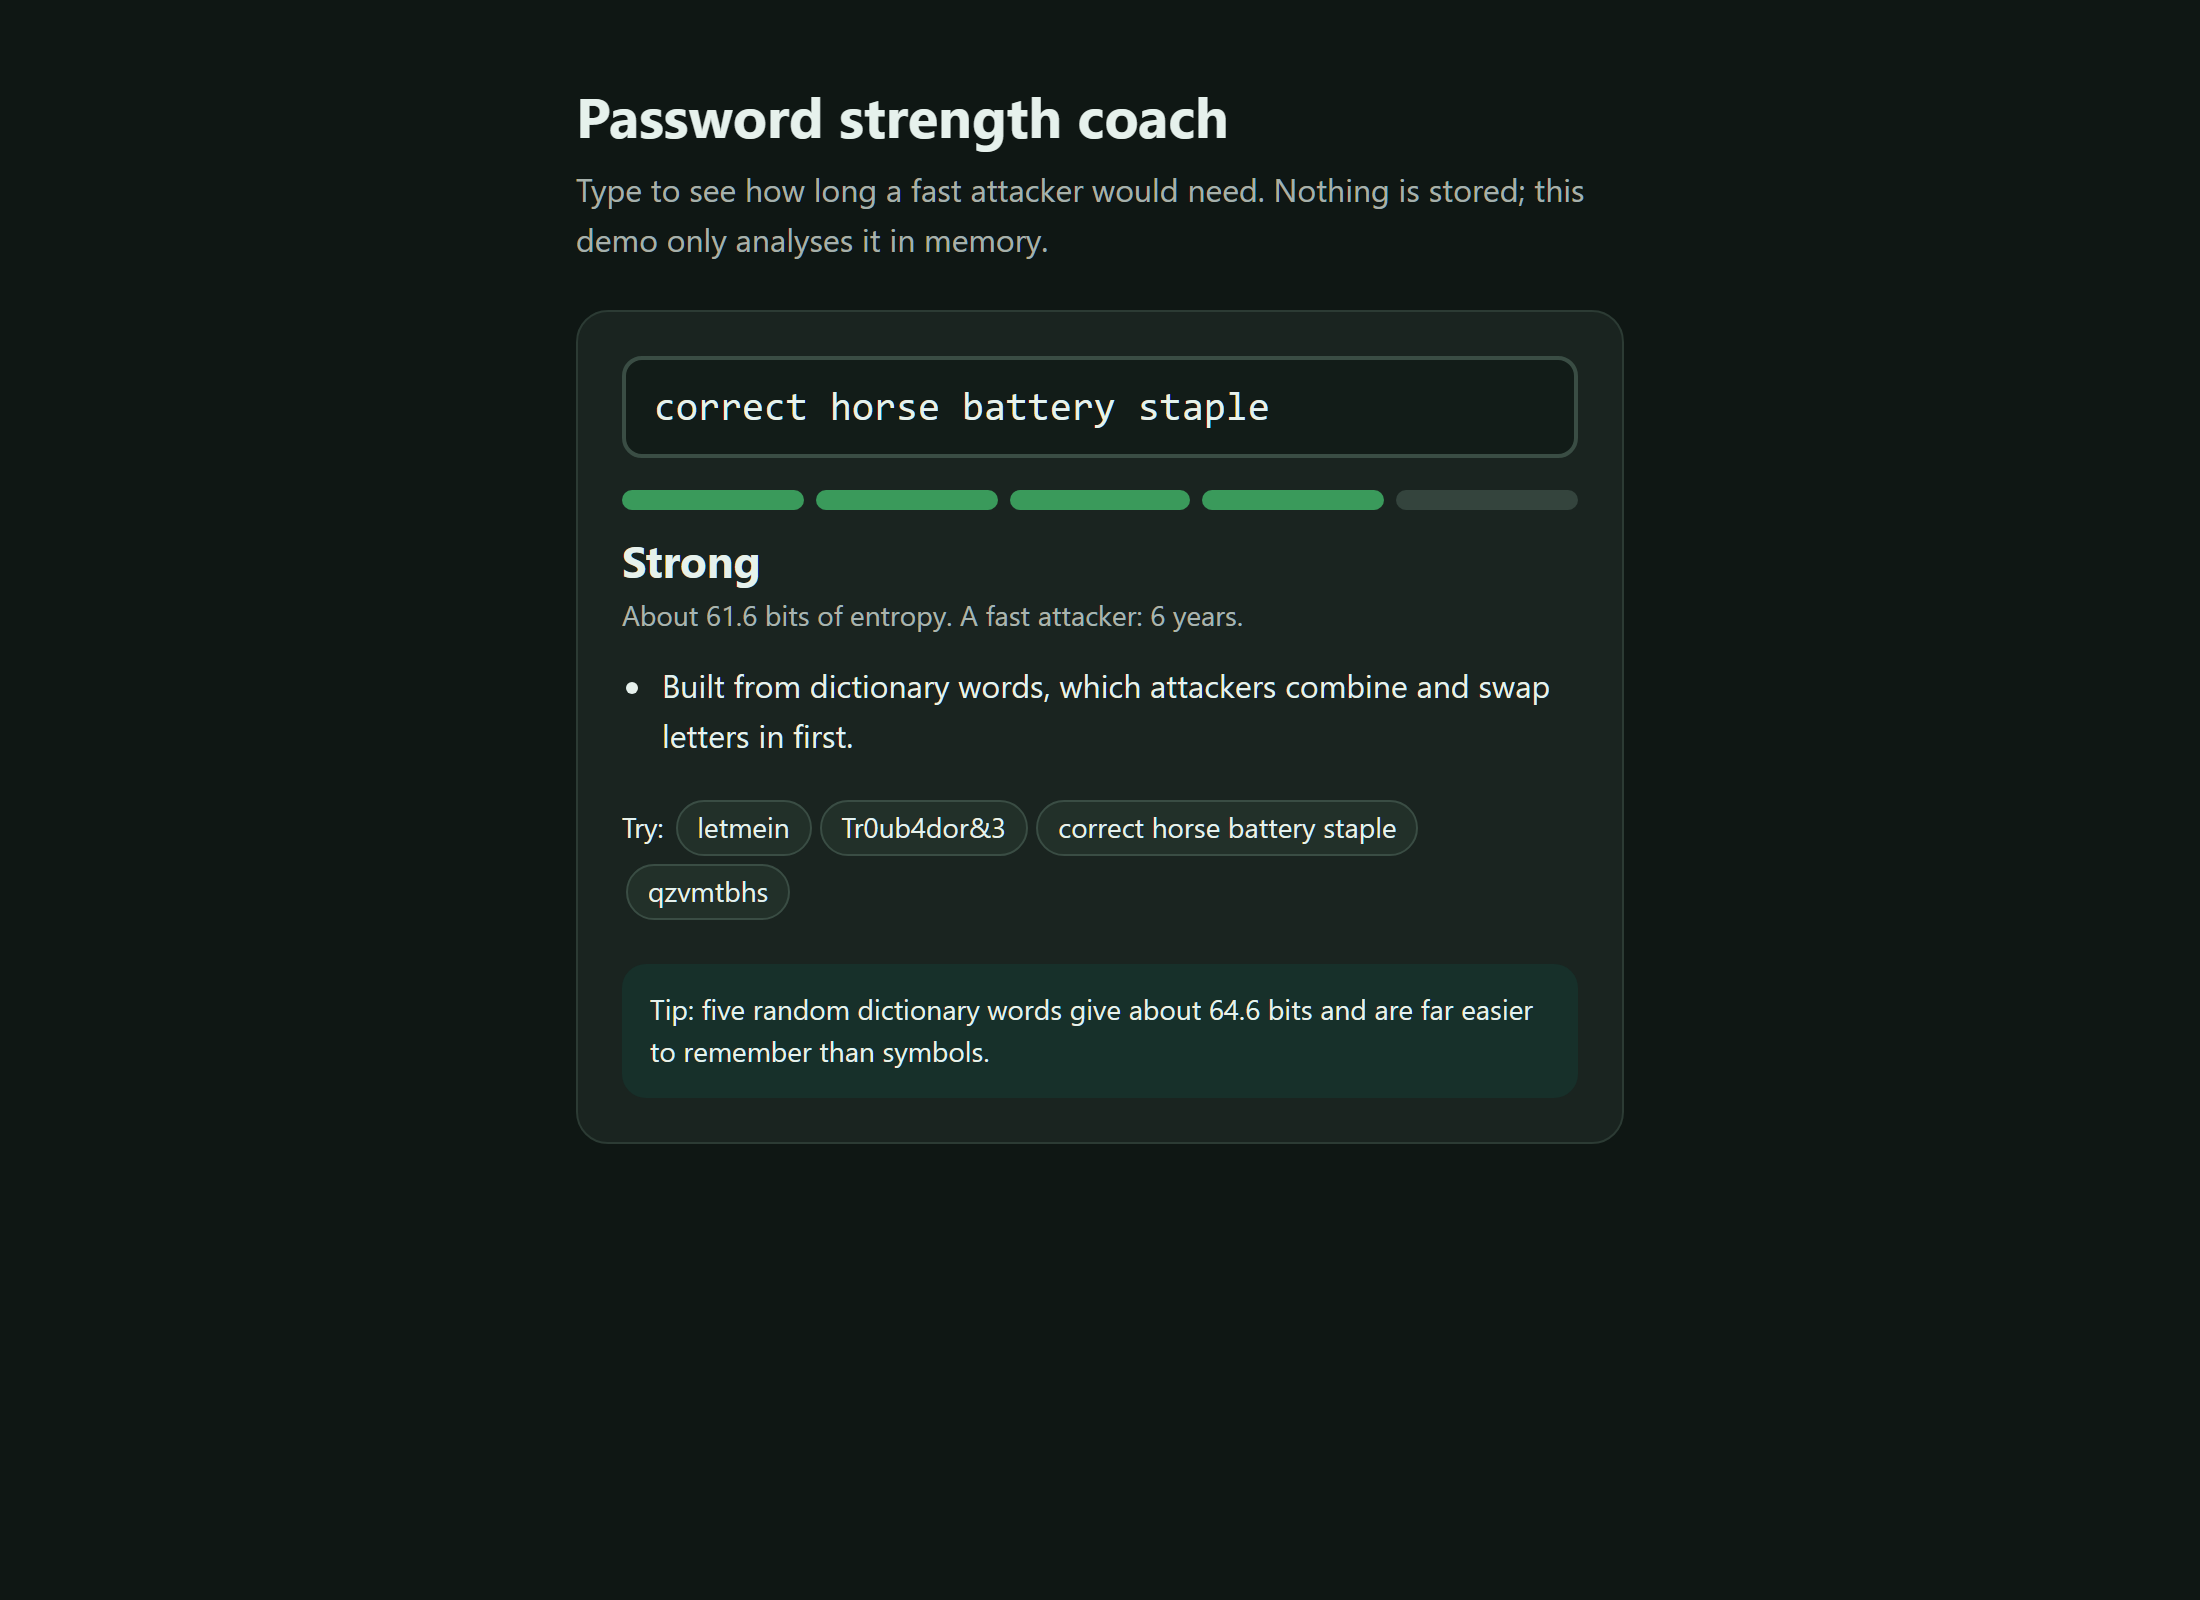 Password strength coach
Type to see how long a fast attacker would need. Nothing is stored; this
demo only analyses it in memory.
correct horse battery staple
Strong
About 61.6 bits of entropy. A fast attacker: 6 years.
Built from dictionary words, which attackers combine and swap
letters in first.
Try: letmein Tr0ub4dor&3 correct horse battery staple
qzvmtbhs
Tip: five random dictionary words give about 64.6 bits and are far easier
to remember than symbols.